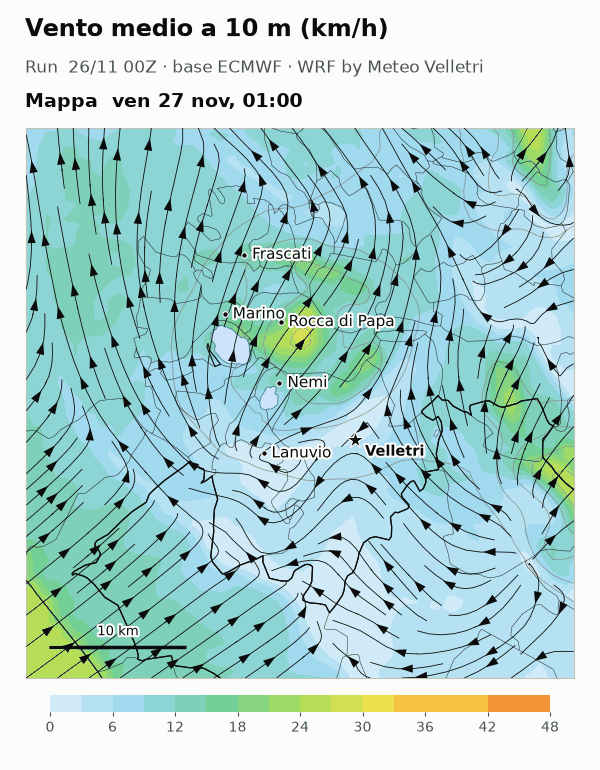 Vento medio a 10 m (km/h)
Run 26/11 00Z · base ECMWF · WRF by Meteo Velletri
Mappa ven 27 nov, 01:00
Frascati
Marino
Rocca di Papa
Nemi
Velletri
Lanuvio
10 km
0 6 12 18 24 30 36 42 48